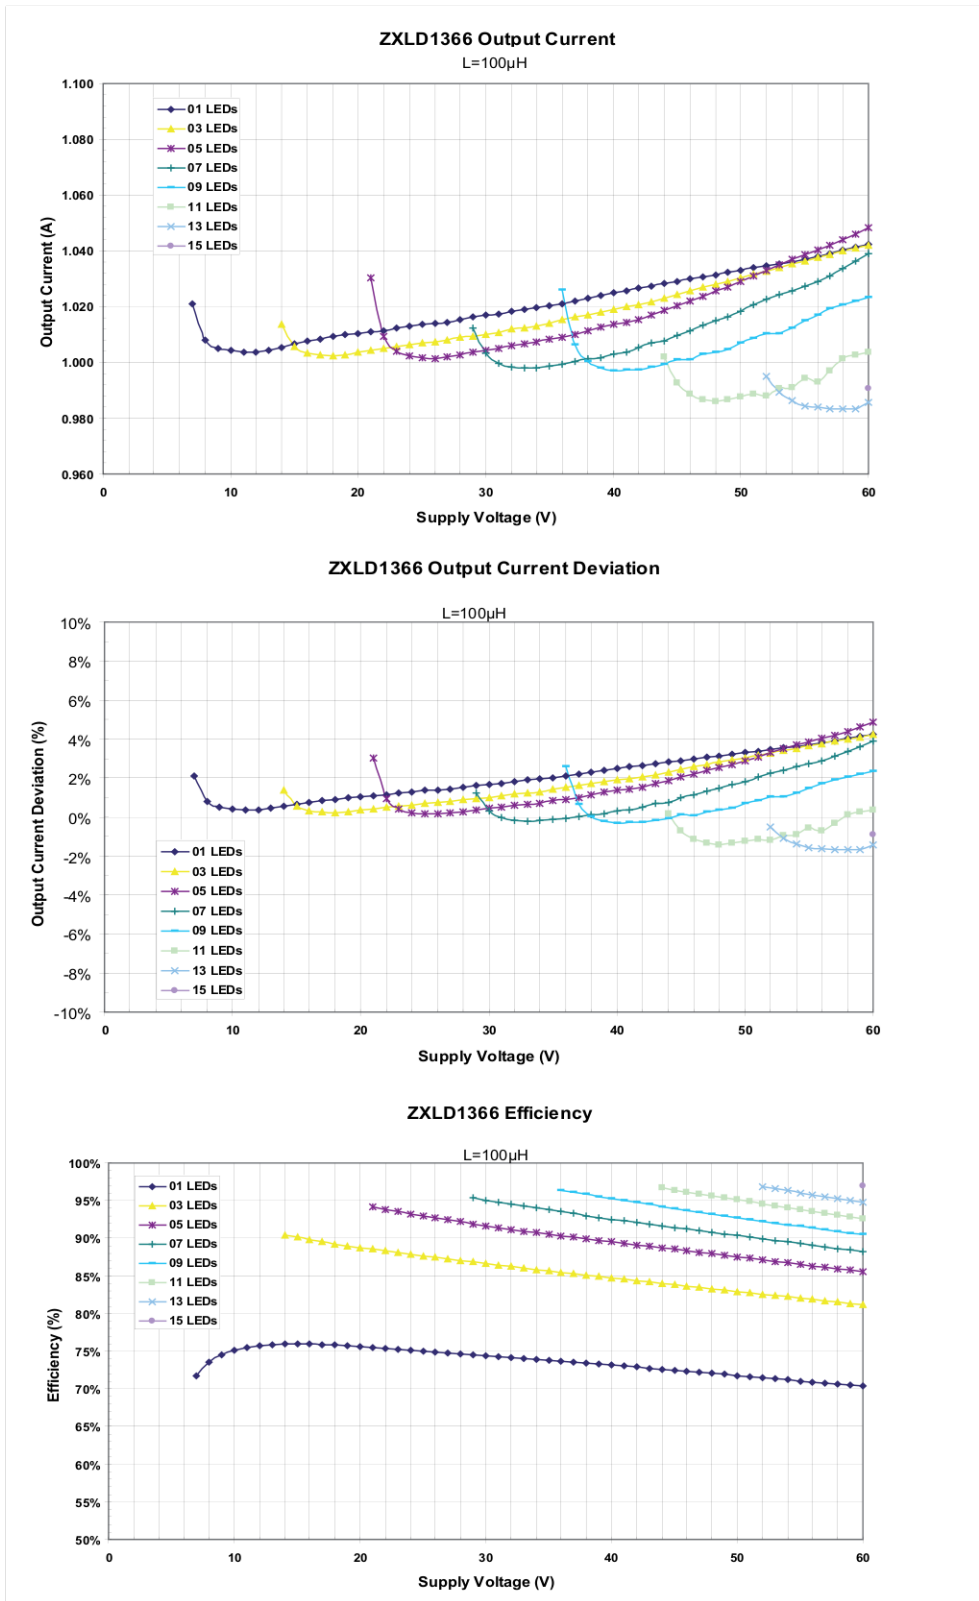 ZXLD1366 Output Current
L=100µH
1.100
1.080
1.060
1.040
1.020
1.000
0.980
0.960
Output Current (A)
01 LEDs
03 LEDs
05 LEDs
07 LEDs
09 LEDs
11 LEDs
13 LEDs
15 LEDs
0 10 20 30 40 50 60
Supply Voltage (V)
ZXLD1366 Output Current Deviation
L=100µH
10%
8%
6%
4%
2%
0%
-2%
-4%
-6%
-8%
-10%
Output Current Deviation (%)
01 LEDs
03 LEDs
05 LEDs
07 LEDs
09 LEDs
11 LEDs
13 LEDs
15 LEDs
0 10 20 30 40 50 60
Supply Voltage (V)
ZXLD1366 Efficiency
L=100µH
100%
95%
90%
85%
80%
75%
70%
65%
60%
55%
50%
Efficiency (%)
01 LEDs
03 LEDs
05 LEDs
07 LEDs
09 LEDs
11 LEDs
13 LEDs
15 LEDs
0 10 20 30 40 50 60
Supply Voltage (V)